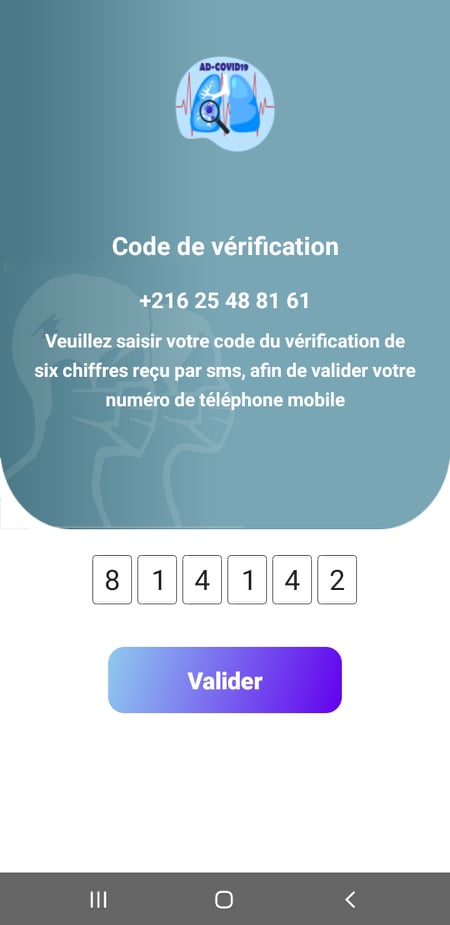 AD-COVID19
Code de vérification
+216 25 48 81 61
Veuillez saisir votre code du vérification de
six chiffres reçu par sms, afin de valider votre
numéro de téléphone mobile
8 1 4 1 4 2
Valider